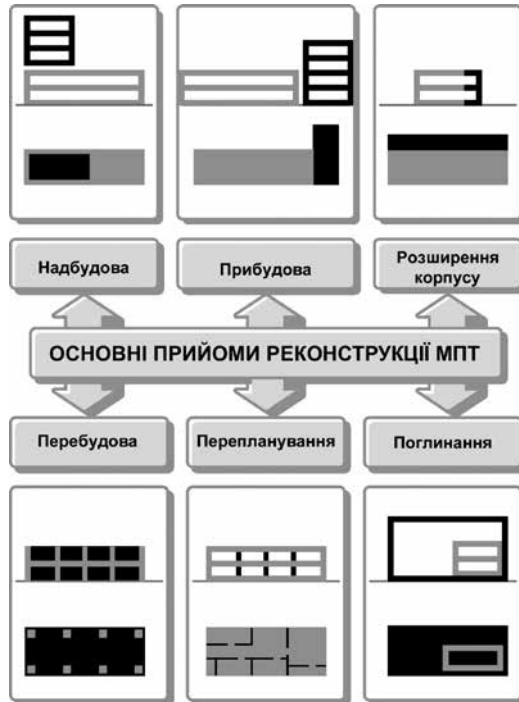 Надбудова
Прибудова
Розширення
корпусу
ОСНОВНІ ПРИЙОМИ РЕКОНСТРУКЦІЇ МПТ
Перебудова
Перепланування
Поглинання